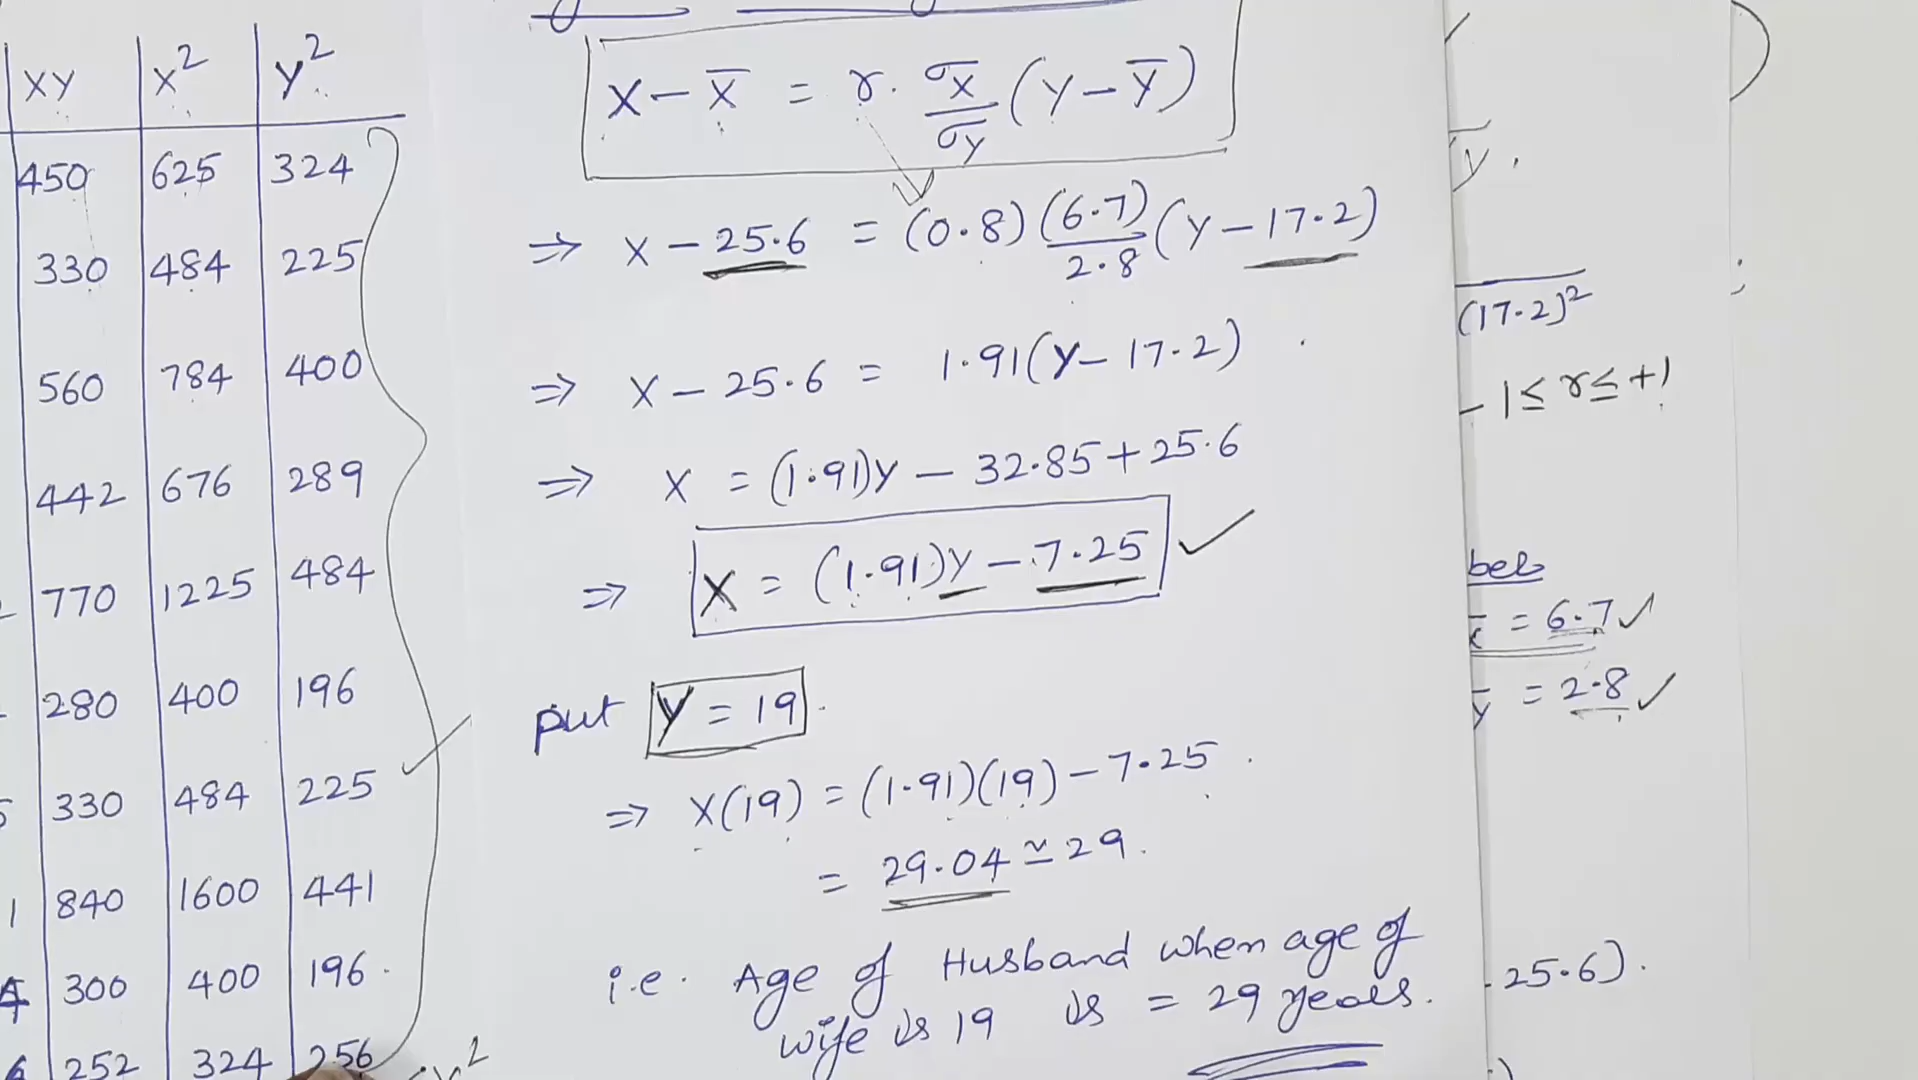 XY X² Y²
450 625 324
330 484 225
560 784 400
442 676 289
770 1225 484
280 400 196
330 484 225
840 1600 441
300 400 196
252 324 256
X - X̄ = r. σx/σy (Y - Ȳ)
⇒ X - 25.6 = (0.8) (6.7)/2.8 (Y - 17.2)
⇒ X - 25.6 = 1.91(Y - 17.2)
⇒ X = (1.91)Y - 32.85 + 25.6
⇒ X = (1.91)Y - 7.25 ✓
put Y = 19
⇒ X(19) = (1.91)(19) - 7.25
= 29.04 ≃ 29.
i.e. Age of Husband when age of
wife is 19 is = 29 years.
(17.2)²
-1 ≤ r ≤ +1
= 6.7 ✓
= 2.8 ✓
25.6).